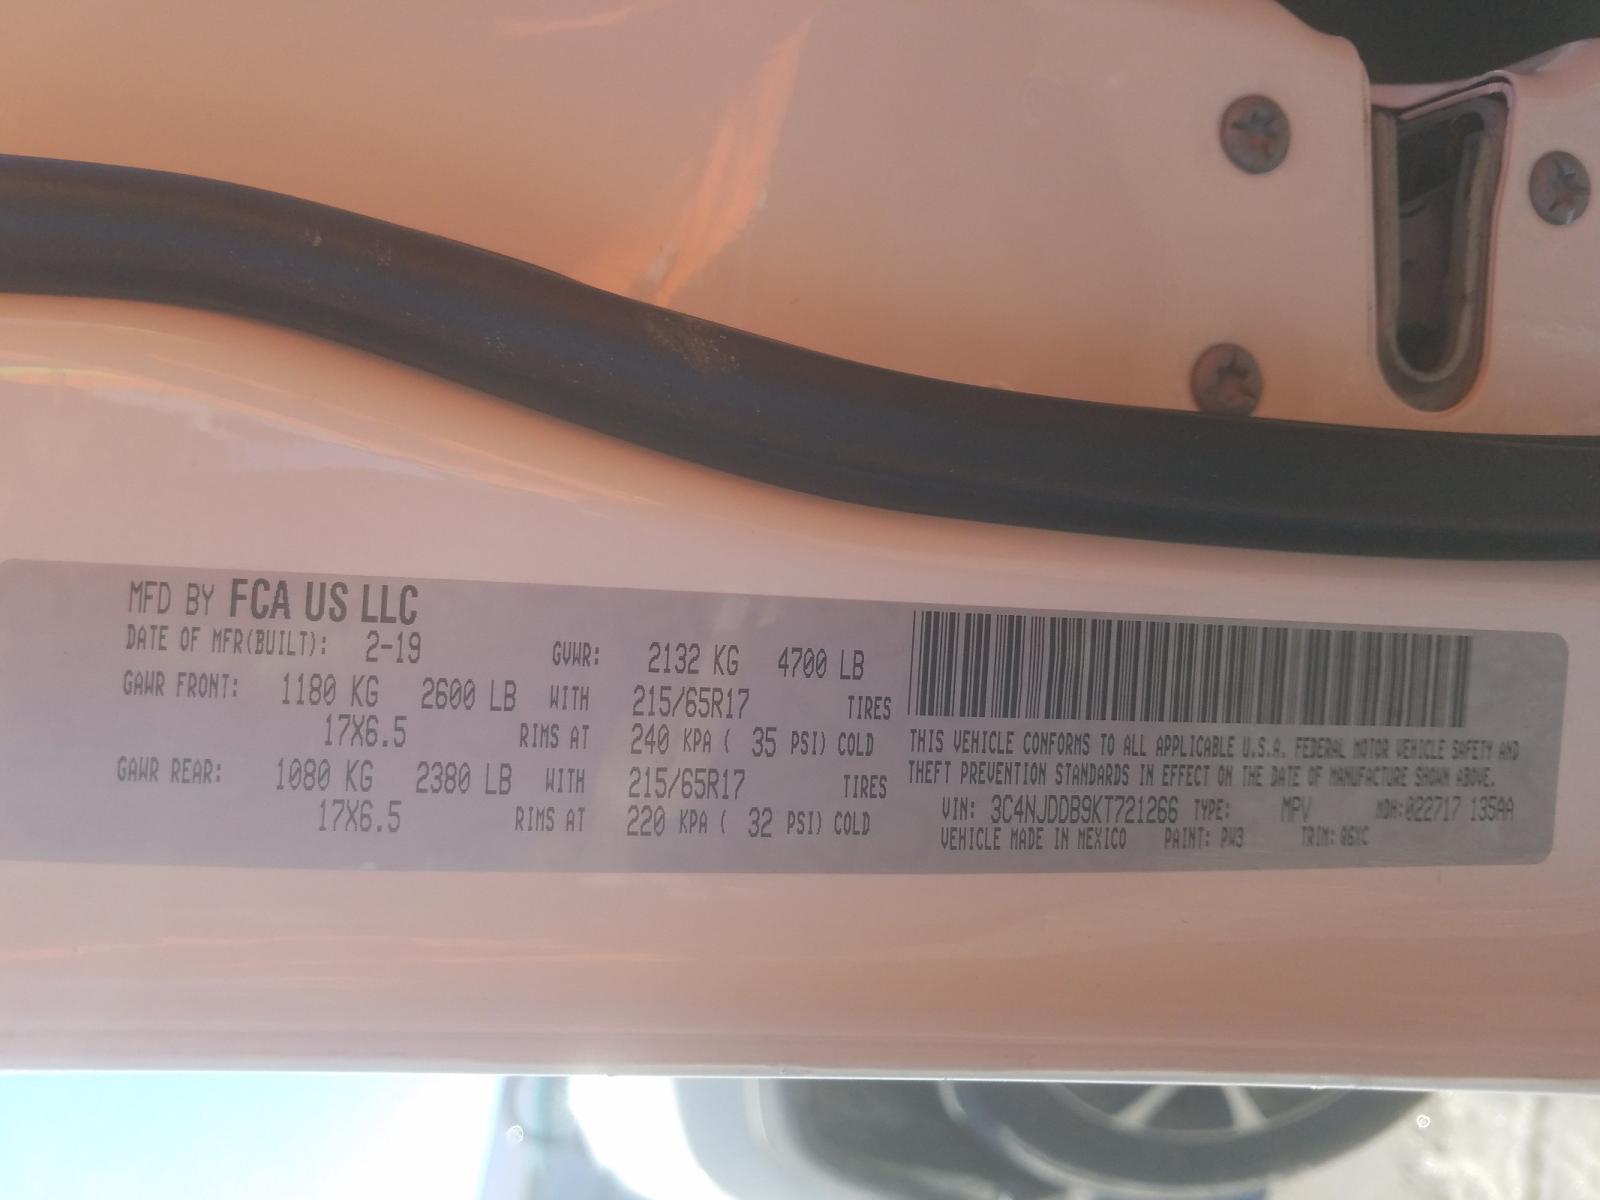 MFD BY FCA US LLC
DATE OF MFR(BUILT): 2-19 GVWR: 2132 KG 4700 LB
GAWR FRONT: 1180 KG 2600 LB WITH 215/65R17 TIRES
17X6.5 RIMS AT 240 KPA ( 35 PSI) COLD
GAWR REAR: 1080 KG 2380 LB WITH 215/65R17 TIRES
17X6.5 RIMS AT 220 KPA ( 32 PSI) COLD
THIS VEHICLE CONFORMS TO ALL APPLICABLE U.S.A. FEDERAL MOTOR VEHICLE SAFETY AND
THEFT PREVENTION STANDARDS IN EFFECT ON THE DATE OF MANUFACTURE SHOWN ABOVE.
VIN: 3C4NJDDB9KT721266 TYPE: MPV MDH:022717 135AA
VEHICLE MADE IN MEXICO PAINT: PW3 TRIM: